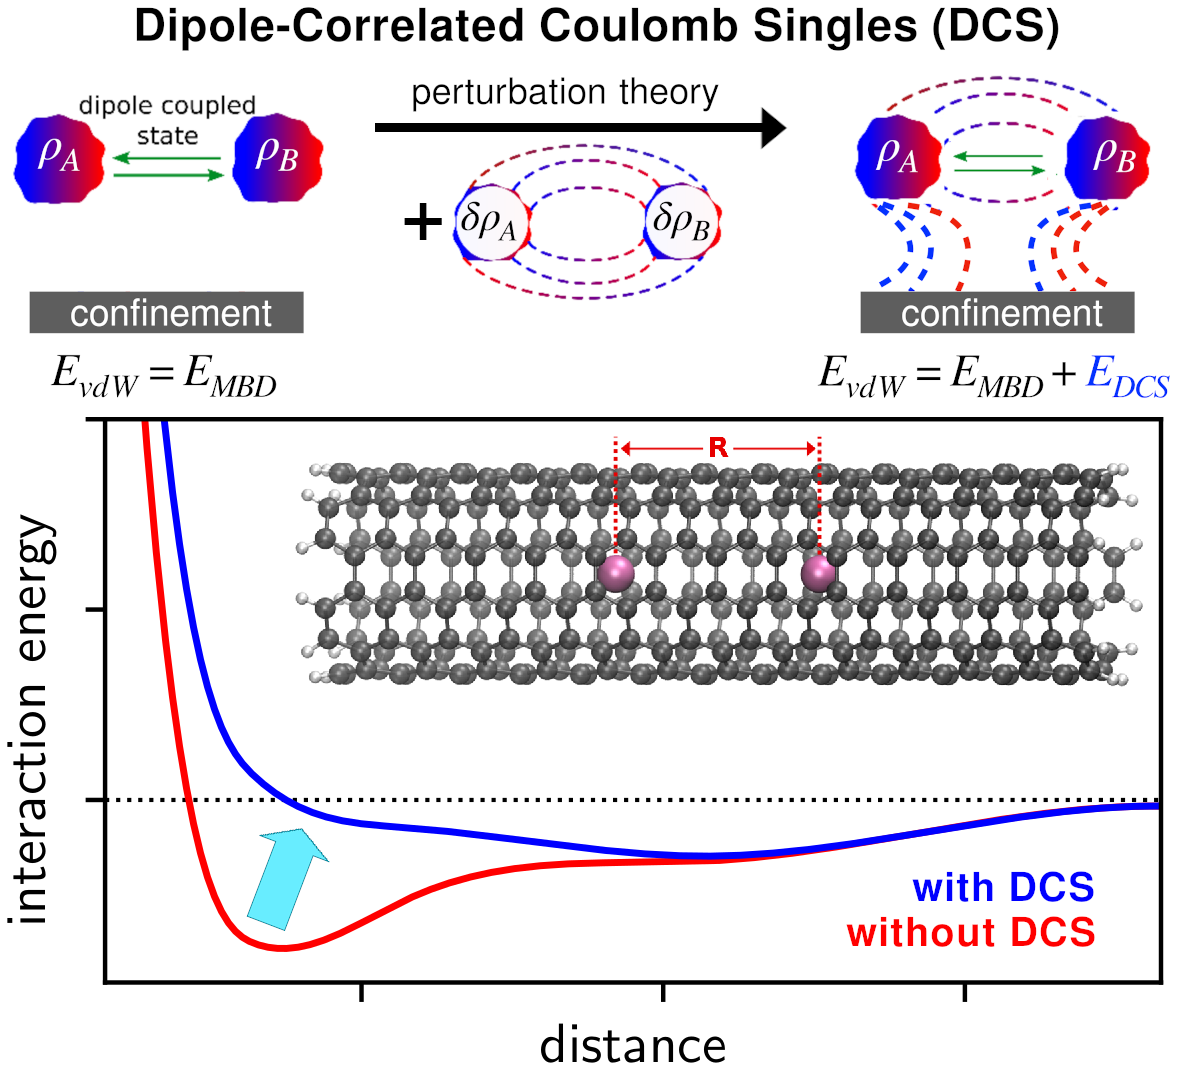 Dipole-Correlated Coulomb Singles (DCS)
dipole coupled
state
ρA
ρB
perturbation theory
+
δρA
δρB
ρA
ρB
confinement
confinement
EvdW = EMBD
EvdW = EMBD + EDCS
R
interaction energy
with DCS
without DCS
distance